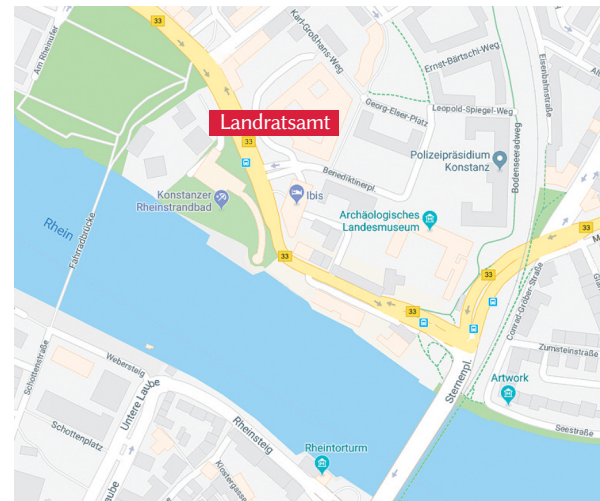 33
Karl-Großhans-Weg
Am Rheinufer
Ernst-Bärtschi-Weg
Eisenbahnstraße
Georg-Elser-Platz
Leopold-Spiegel-Weg
Landratsamt
33
Polizeipräsidium
Konstanz
Bodenseeradweg
Benediktinerpl.
Konstanzer
Rheinstrandbad
Ibis
Archäologisches
Landesmuseum
Rhein
Fahrradbrücke
33
33
33
Conrad-Gröber-Straße
Schottenstraße
Webersteig
Untere Laube
Zumsteinstraße
Sternenpl.
Artwork
Schottenplatz
Rheinsteig
Seestraße
Rheintorturm
Klostergasse